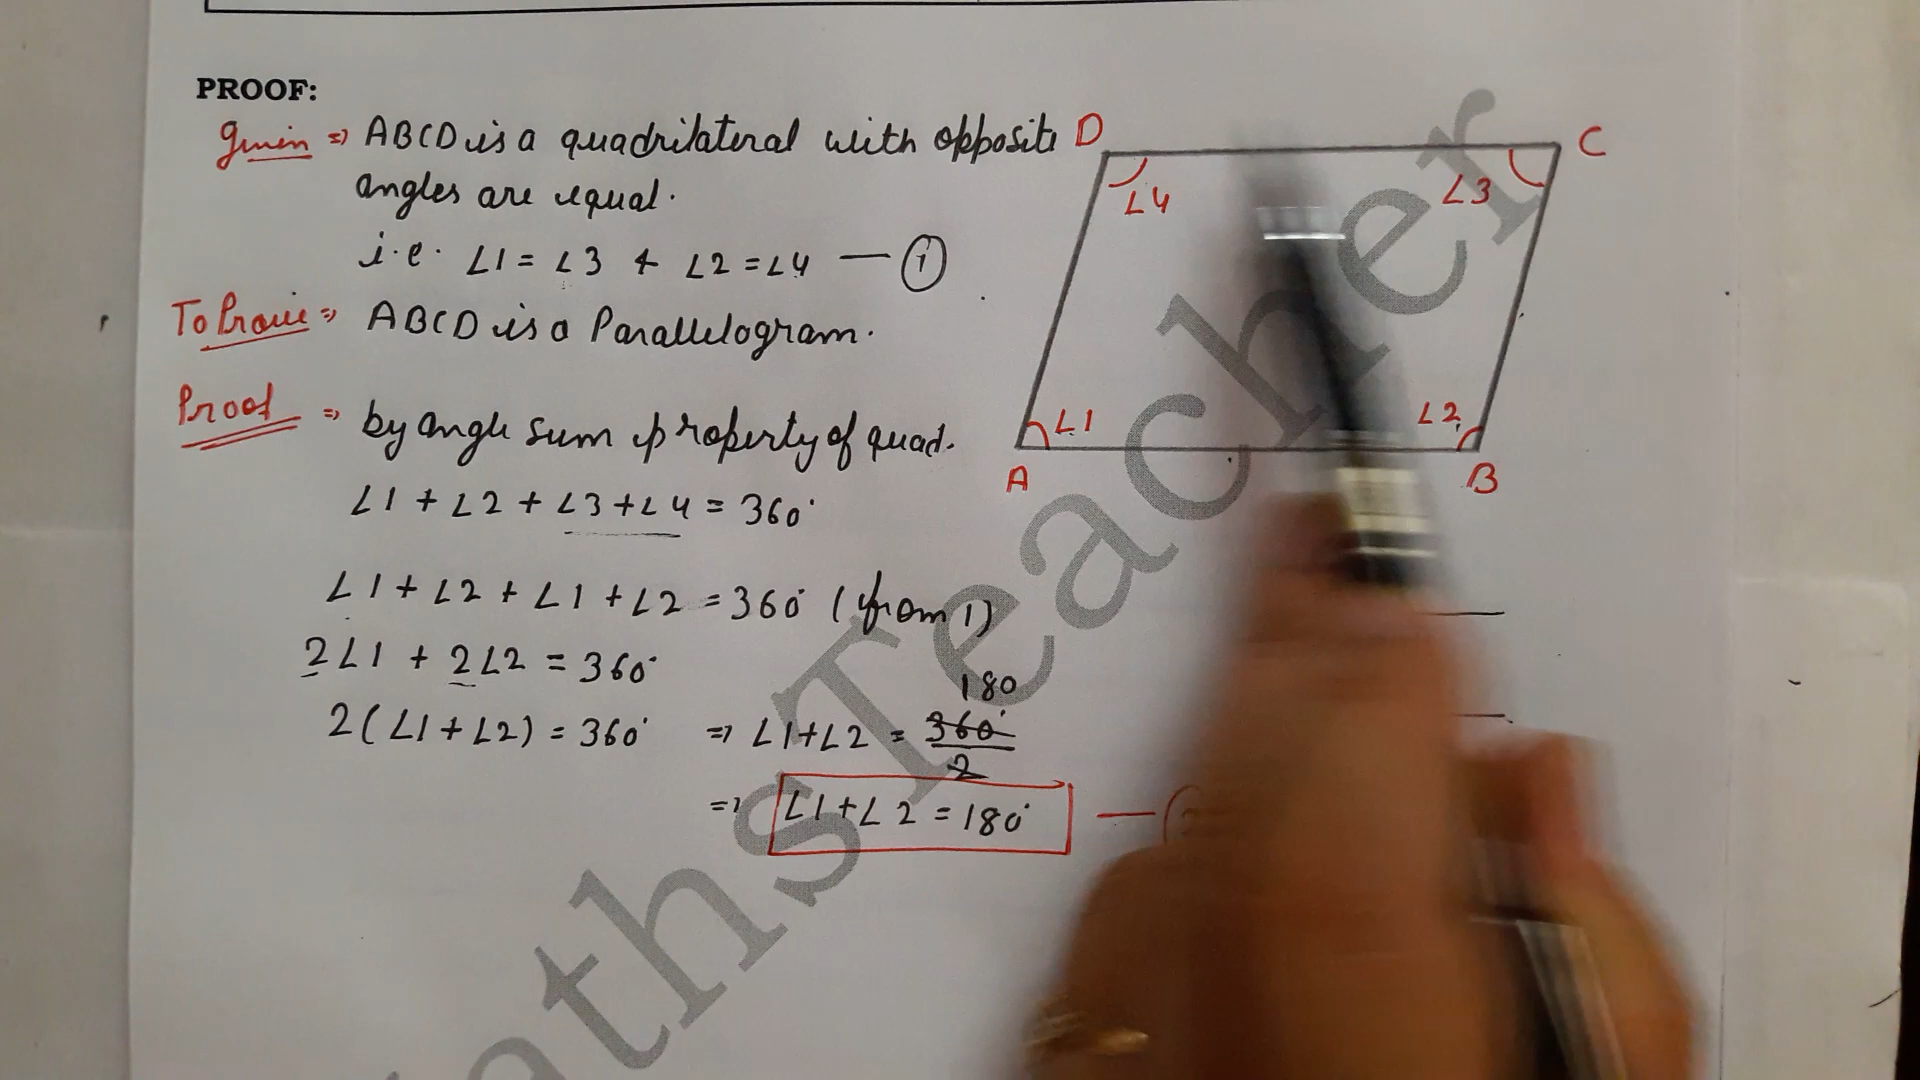 PROOF:
Given ⇒ ABCD is a quadrilateral with opposite
angles are equal.
i.e. ∠1 = ∠3 & ∠2 = ∠4 — ①
To Prove ⇒ ABCD is a Parallelogram.
Proof ⇒ by angle sum property of quad.
∠1 + ∠2 + ∠3 + ∠4 = 360°
∠1 + ∠2 + ∠1 + ∠2 = 360° (from 1)
2∠1 + 2∠2 = 360°
2(∠1 + ∠2) = 360° ⇒ ∠1 + ∠2 = 360°/2
180
⇒ ∠1 + ∠2 = 180° —
D C
∠4 ∠3
∠1 ∠2
A B
aths Teacher